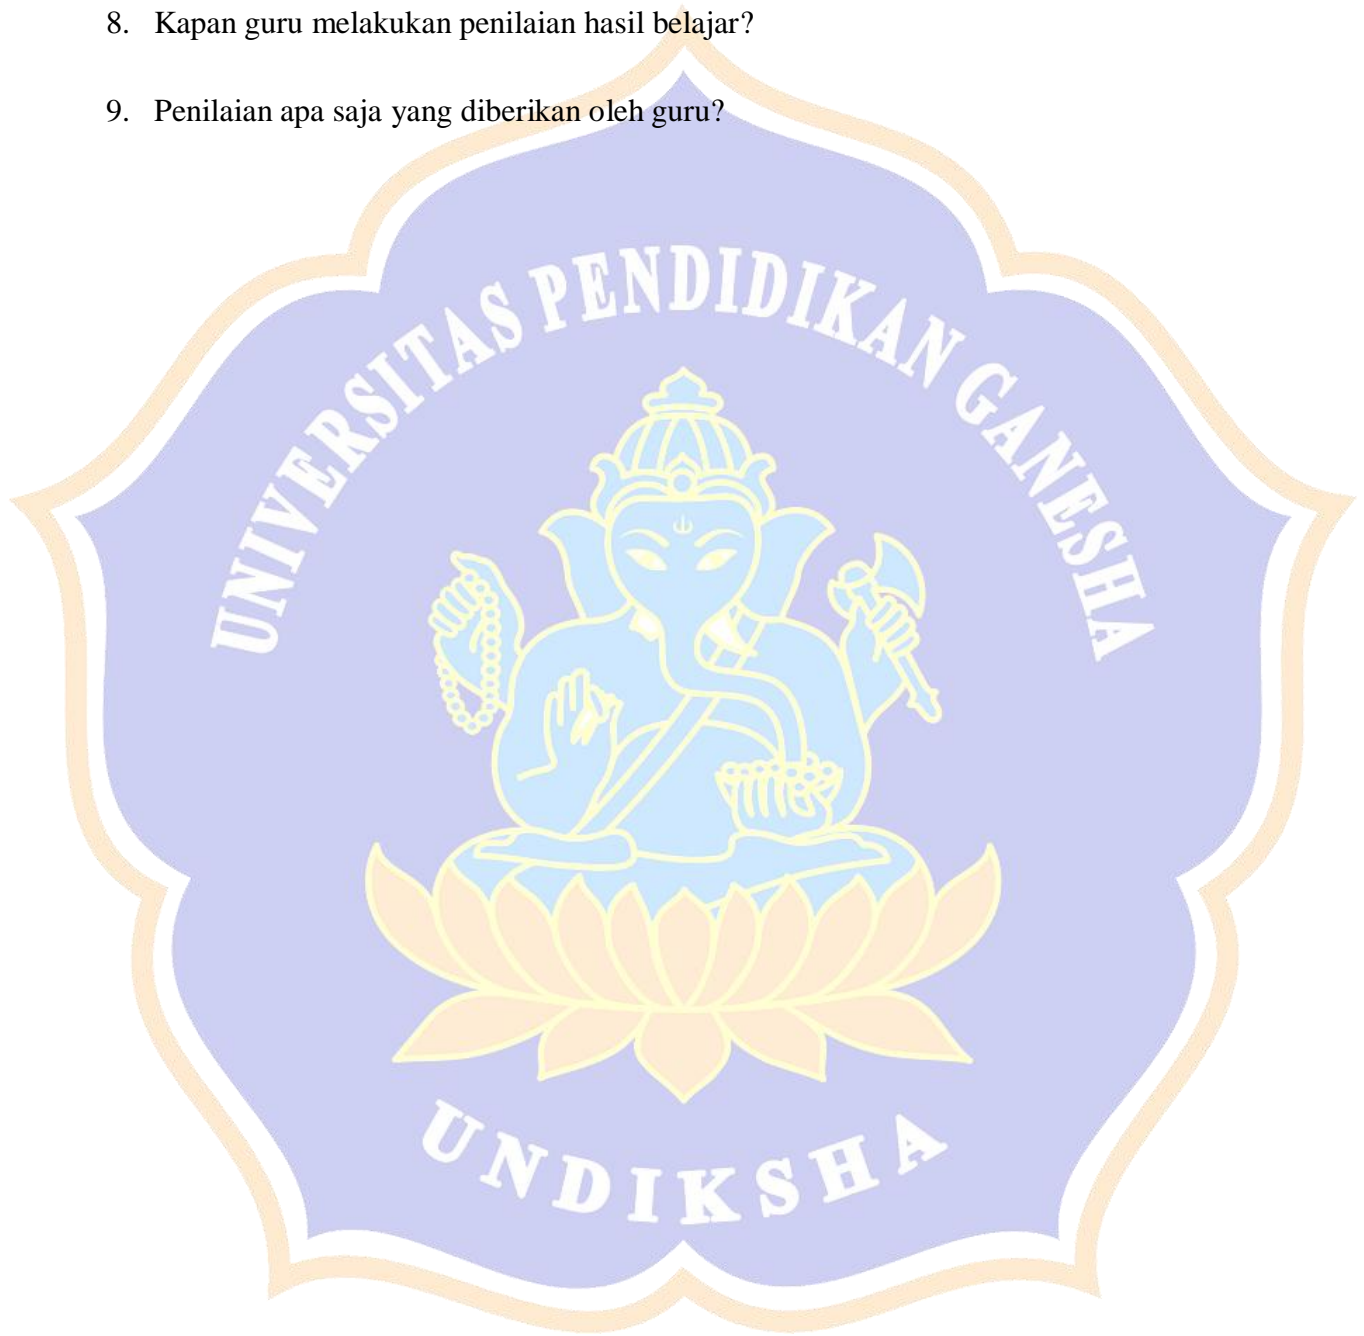 8. Kapan guru melakukan penilaian hasil belajar?
9. Penilaian apa saja yang diberikan oleh guru?
UNIVERSITAS PENDIDIKAN GANESHA
UNDIKSHA